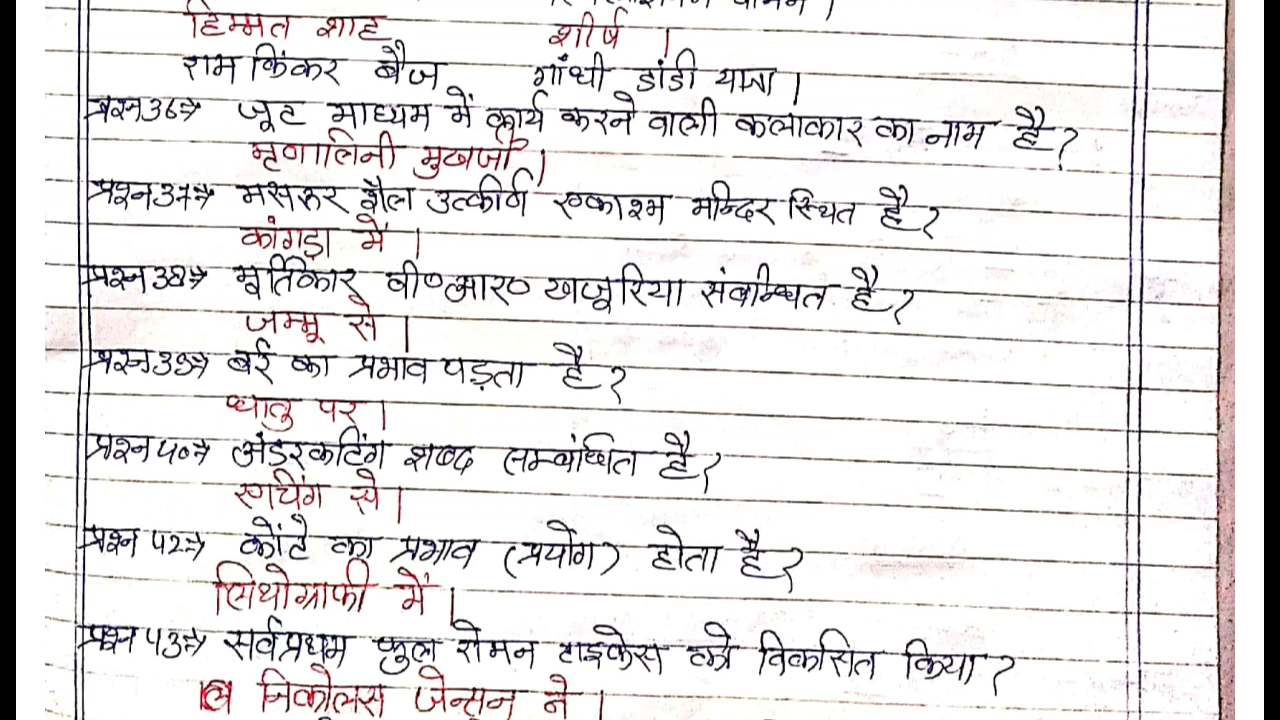 हिम्मत शाह शीर्ष ।
राम किंकर बैज गांधी डांडी यात्रा ।
प्रश्न36⇒ जूट माध्यम में कार्य करने वाली कलाकार का नाम है?
मृणालिनी मुखर्जी ।
प्रश्न37⇒ मसरूर शैल उत्कीर्ण एकाश्म मन्दिर स्थित है?
कांगड़ा में ।
प्रश्न38⇒ मूर्तिकार बी०आर० खजूरिया संबन्धित है?
जम्मू से ।
प्रश्न39⇒ बर्र का प्रभाव पड़ता है?
धातु पर ।
प्रश्न40⇒ अंडरकटिंग शब्द सम्बंधित है?
एचिंग से ।
प्रश्न 42⇒ कोंटे का प्रभाव (प्रयोग) होता है?
लिथोग्राफी में ।
प्रश्न 43⇒ सर्वप्रथम फुल रोमन टाइफेस को विकसित किया?
निकोलस जेन्सन ने ।